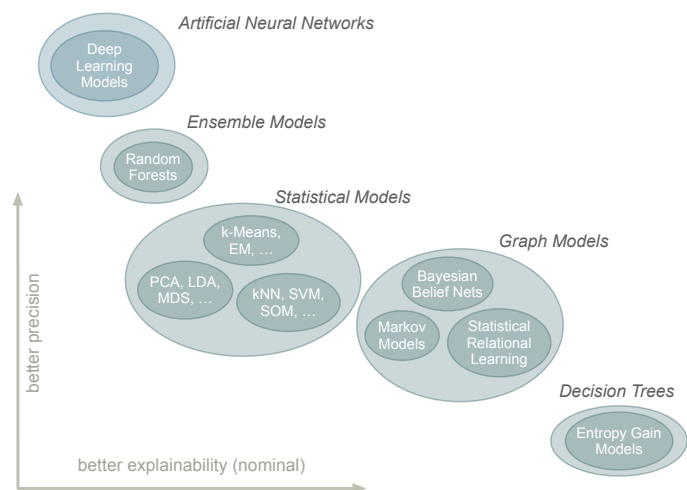 Artificial Neural Networks
Deep
Learning
Models
Ensemble Models
Random
Forests
Statistical Models
k-Means,
EM, …
PCA, LDA,
MDS, …
kNN, SVM,
SOM, …
Graph Models
Bayesian
Belief Nets
Markov
Models
Statistical
Relational
Learning
Decision Trees
Entropy Gain
Models
better precision
better explainability (nominal)